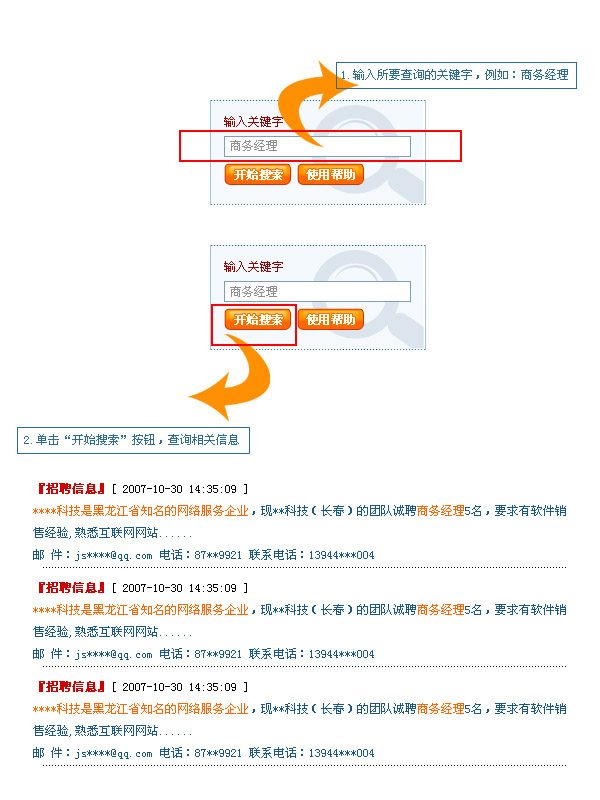 1.输入所要查询的关键字，例如：商务经理
输入关键字
商务经理
开始搜索 使用帮助
输入关键字
商务经理
开始搜索 使用帮助
2.单击“开始搜索”按钮，查询相关信息
『招聘信息』[ 2007-10-30 14:35:09 ]
****科技是黑龙江省知名的网络服务企业，现**科技（长春）的团队诚聘商务经理5名，要求有软件销
售经验,熟悉互联网网站......
邮 件：js****@qq.com 电话：87**9921 联系电话：13944***004
『招聘信息』[ 2007-10-30 14:35:09 ]
****科技是黑龙江省知名的网络服务企业，现**科技（长春）的团队诚聘商务经理5名，要求有软件销
售经验,熟悉互联网网站......
邮 件：js****@qq.com 电话：87**9921 联系电话：13944***004
『招聘信息』[ 2007-10-30 14:35:09 ]
****科技是黑龙江省知名的网络服务企业，现**科技（长春）的团队诚聘商务经理5名，要求有软件销
售经验,熟悉互联网网站......
邮 件：js****@qq.com 电话：87**9921 联系电话：13944***004